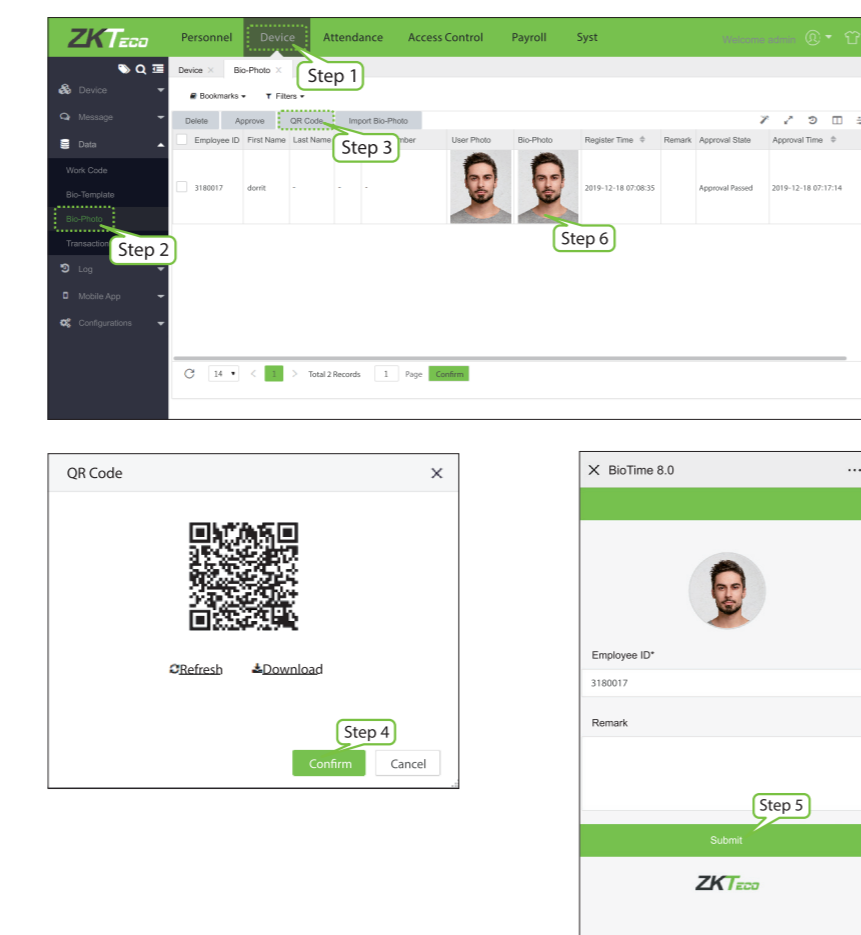 ZKTECO Personnel Device Attendance Access Control Payroll Syst Welcome admin
Device × Bio-Photo ×
Step 1
Device
Bookmarks Filters
Message
Delete Approve QR Code Import Bio-Photo
Data
Employee ID First Name Last Name mber User Photo Bio-Photo Register Time Remark Approval State Approval Time
Step 3
Work Code
3180017 dorrit - - - 2019-12-18 07:08:35 Approval Passed 2019-12-18 07:17:14
Bio-Template
Bio-Photo
Step 6
Transaction
Step 2
Log
Mobile App
Configurations
14 < 1 > Total 2 Records 1 Page Confirm
QR Code ×
Refresh Download
Step 4
Confirm Cancel
× BioTime 8.0 ...
Employee ID*
3180017
Remark
Step 5
Submit
ZKTECO